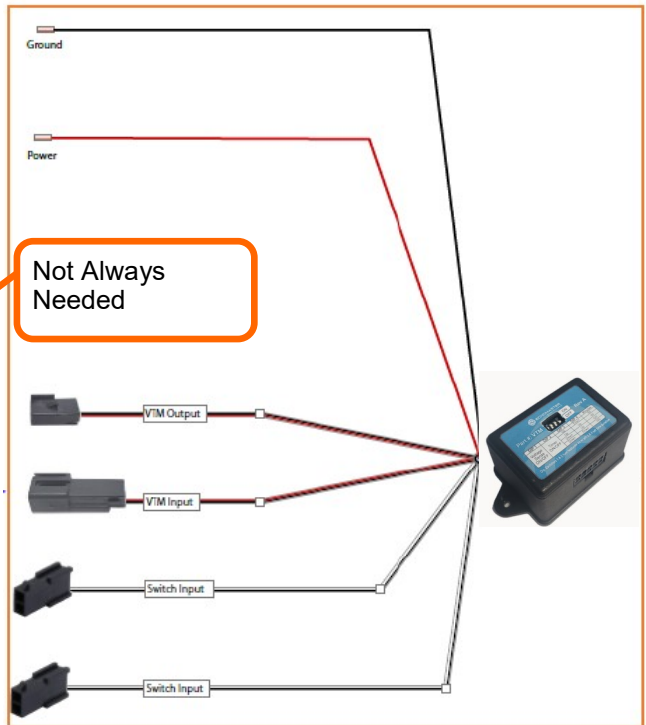 Ground
Power
Not Always
Needed
VTM Output
VTM Input
Switch Input
Switch Input